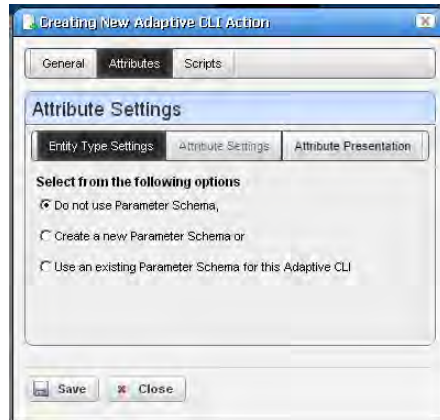 Creating New Adaptive CLI Action
General Attributes Scripts
Attribute Settings
Entity Type Settings Attribute Settings Attribute Presentation
Select from the following options
Do not use Parameter Schema,
Create a new Parameter Schema or
Use an existing Parameter Schema for this Adaptive CLI
Save Close